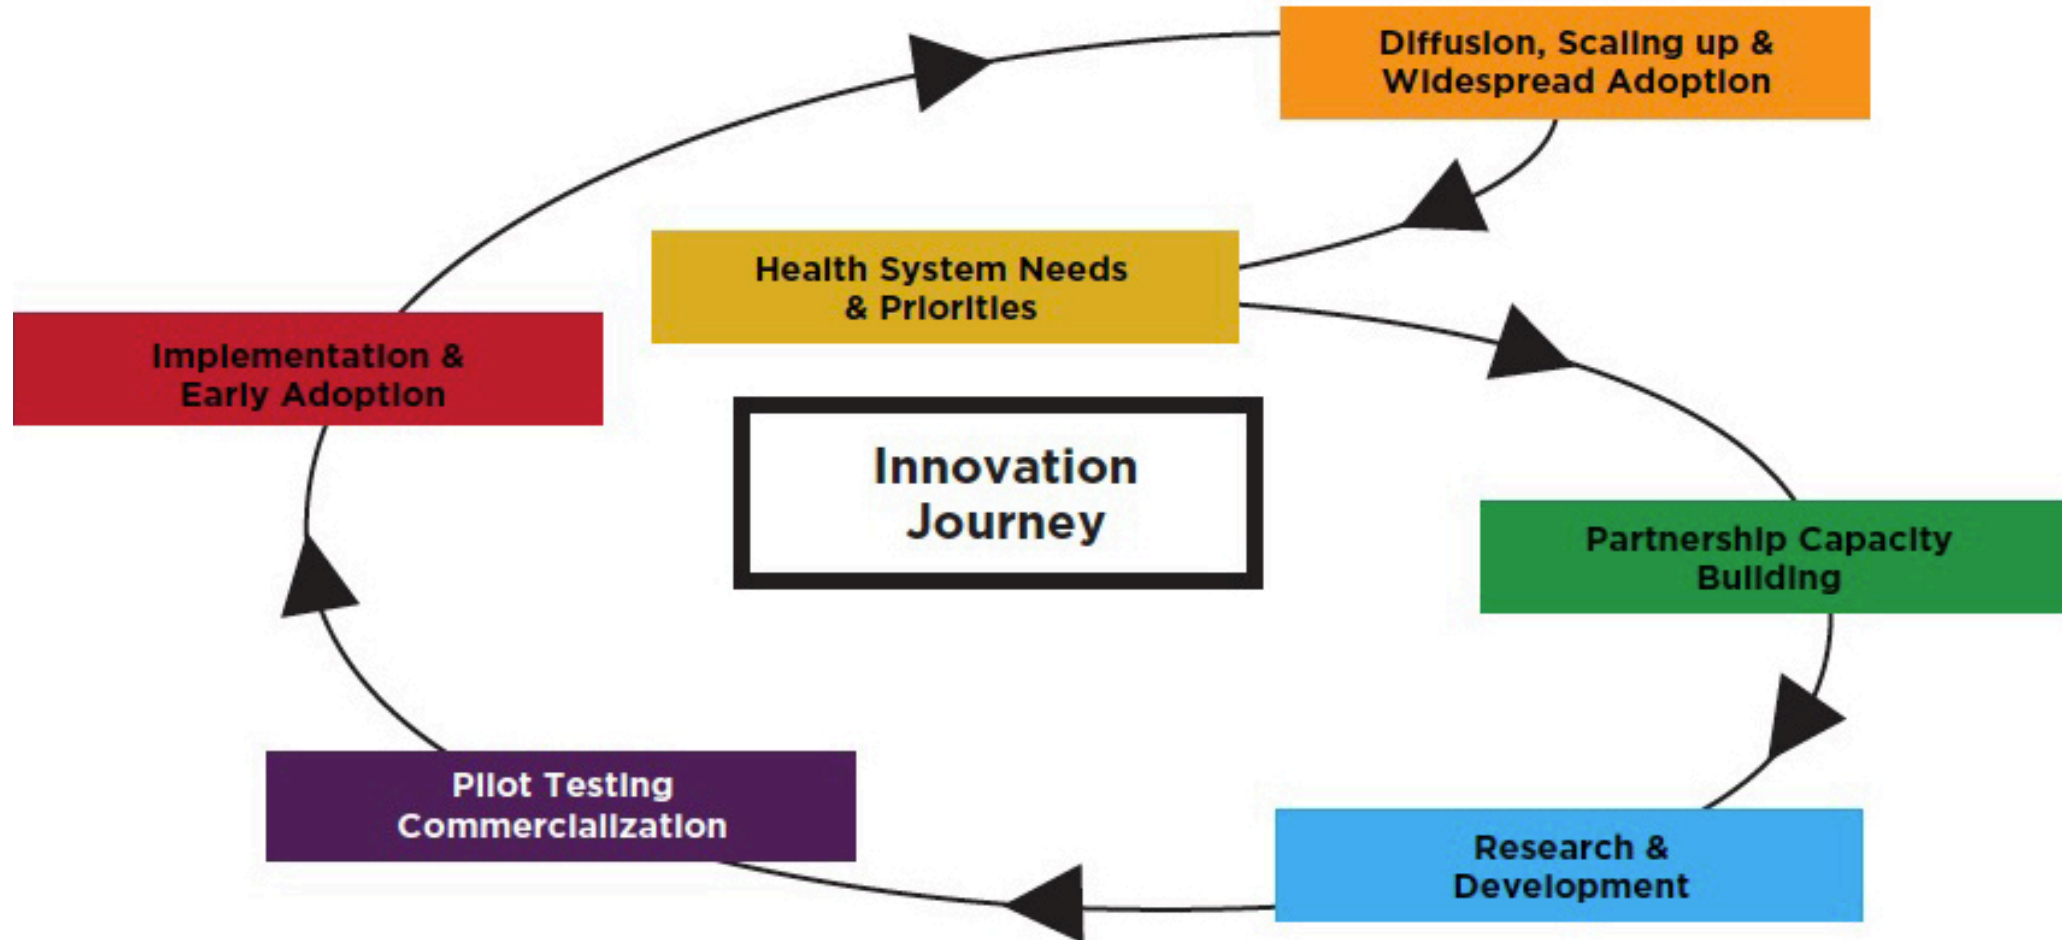 Diffusion, Scaling up &
Widespread Adoption
Health System Needs
& Priorities
Implementation &
Early Adoption
Innovation
Journey
Partnership Capacity
Building
Pilot Testing
Commercialization
Research &
Development